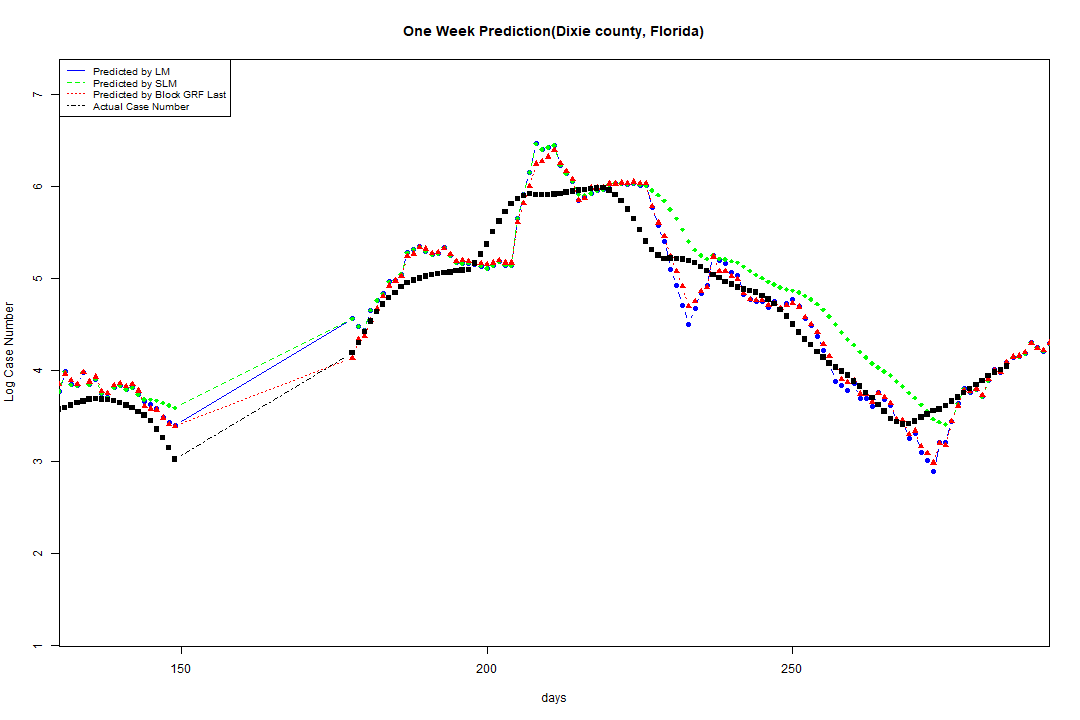 One Week Prediction(Dixie county, Florida)
Predicted by LM
Predicted by SLM
Predicted by Block GRF Last
Actual Case Number
7
6
5
4
3
2
1
Log Case Number
150 200 250
days